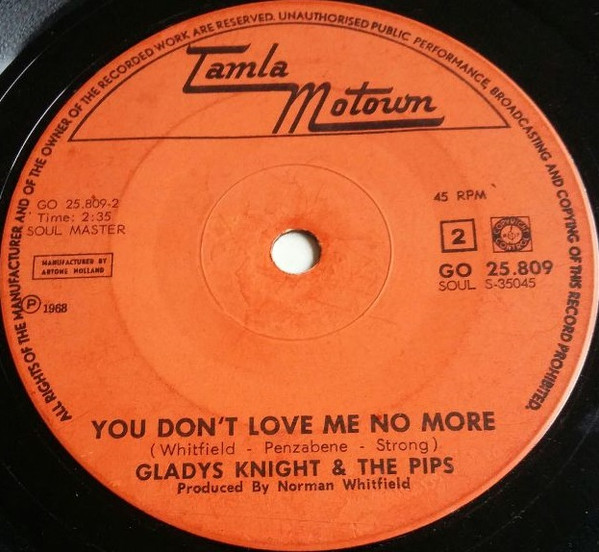 ALL RIGHTS OF THE MANUFACTURER AND OF THE OWNER OF THE RECORDED WORK ARE RESERVED. UNAUTHORISED PUBLIC PERFORMANCE, BROADCASTING AND COPYING OF THIS RECORD PROHIBITED.
Tamla
Motown
GO 25.809-2
Time: 2:35
SOUL MASTER
MANUFACTURED BY
ARTONE HOLLAND
Ⓟ 1968
45 RPM
2
GO 25.809
SOUL S-35045
YOU DON'T LOVE ME NO MORE
(Whitfield - Penzabene - Strong)
GLADYS KNIGHT & THE PIPS
Produced By Norman Whitfield